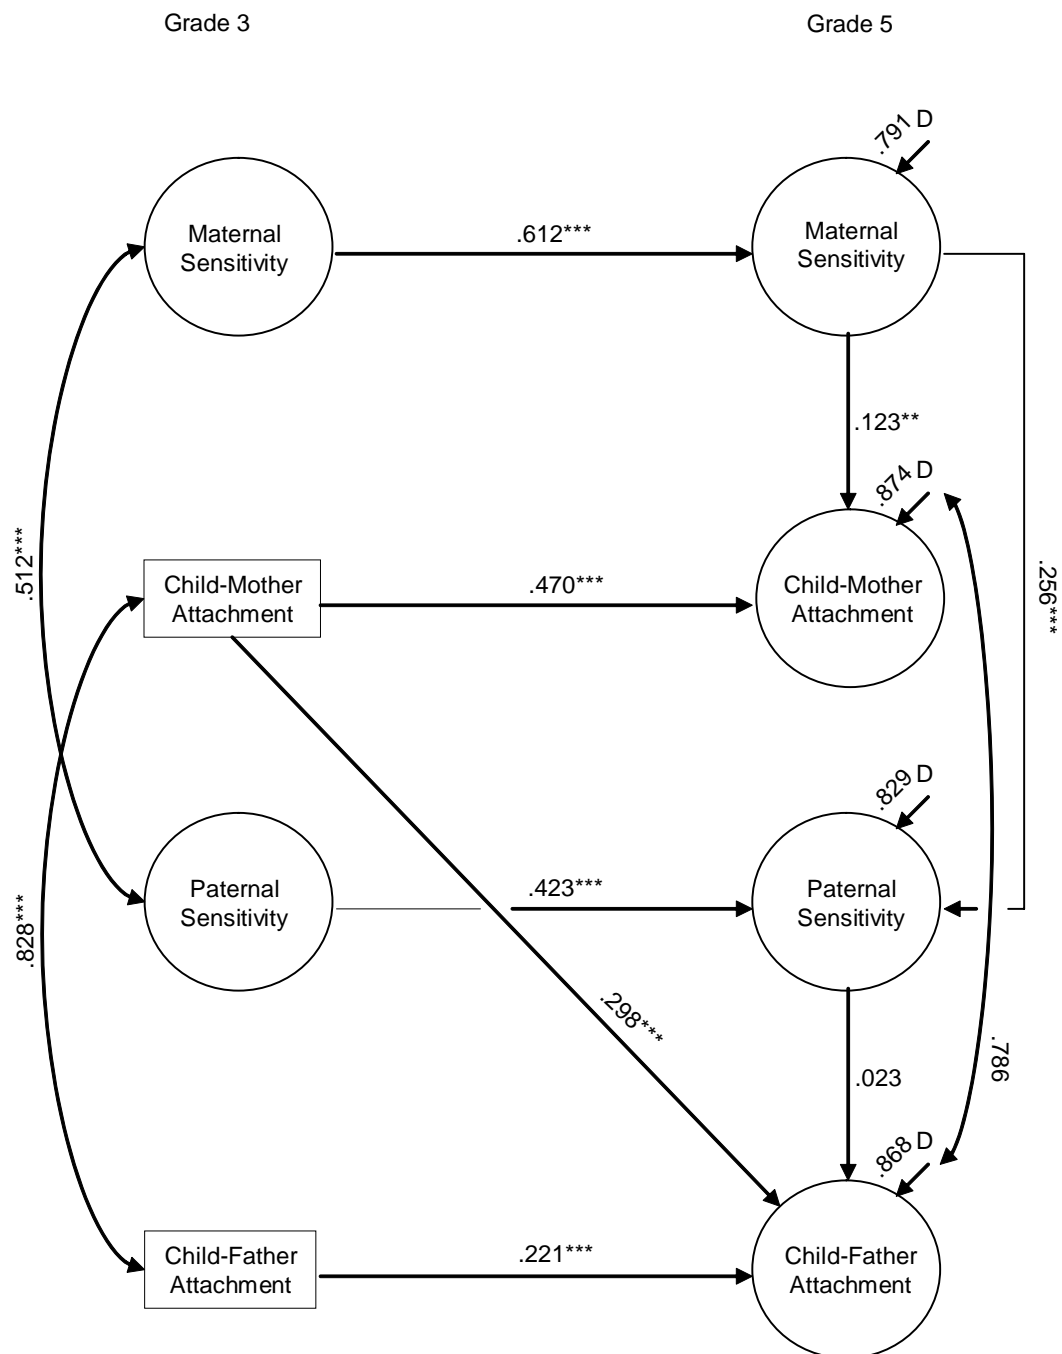 Grade 3
Grade 5
.791 D
Maternal
Sensitivity
.612***
Maternal
Sensitivity
.123**
.874 D
.512***
Child-Mother
Attachment
.470***
Child-Mother
Attachment
.256***
.829 D
Paternal
Sensitivity
.423***
Paternal
Sensitivity
.828***
.298***
.023
.786
.868 D
Child-Father
Attachment
.221***
Child-Father
Attachment